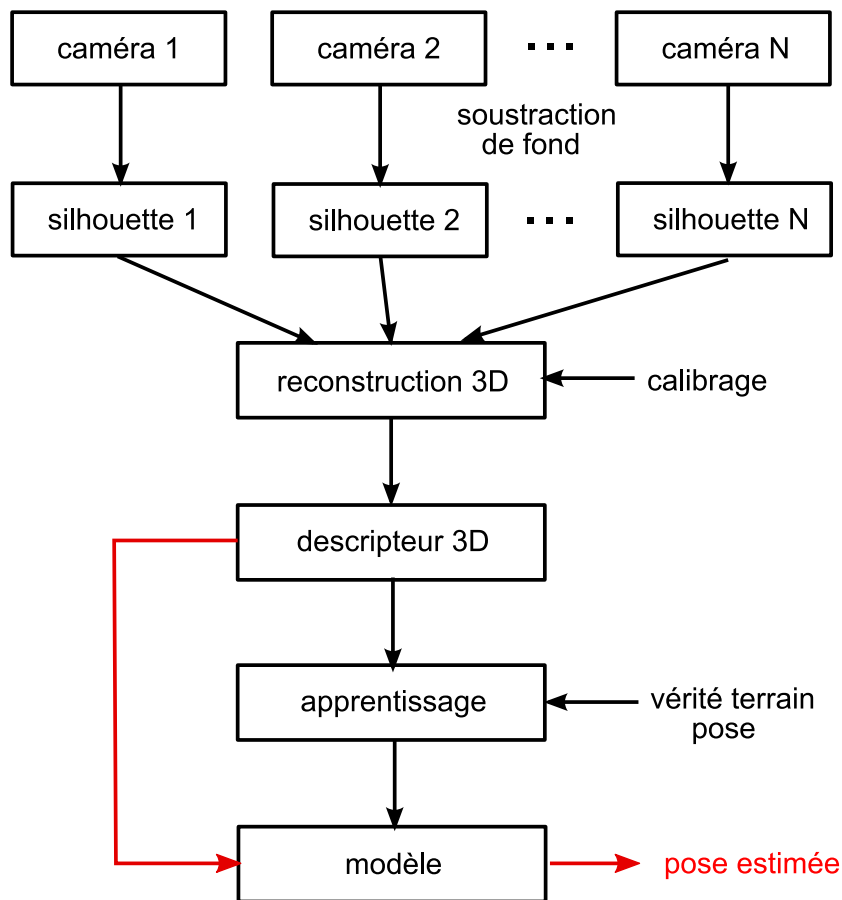 caméra 1
caméra 2
...
caméra N
soustraction
de fond
silhouette 1
silhouette 2
...
silhouette N
reconstruction 3D
calibrage
descripteur 3D
apprentissage
vérité terrain
pose
modèle
pose estimée